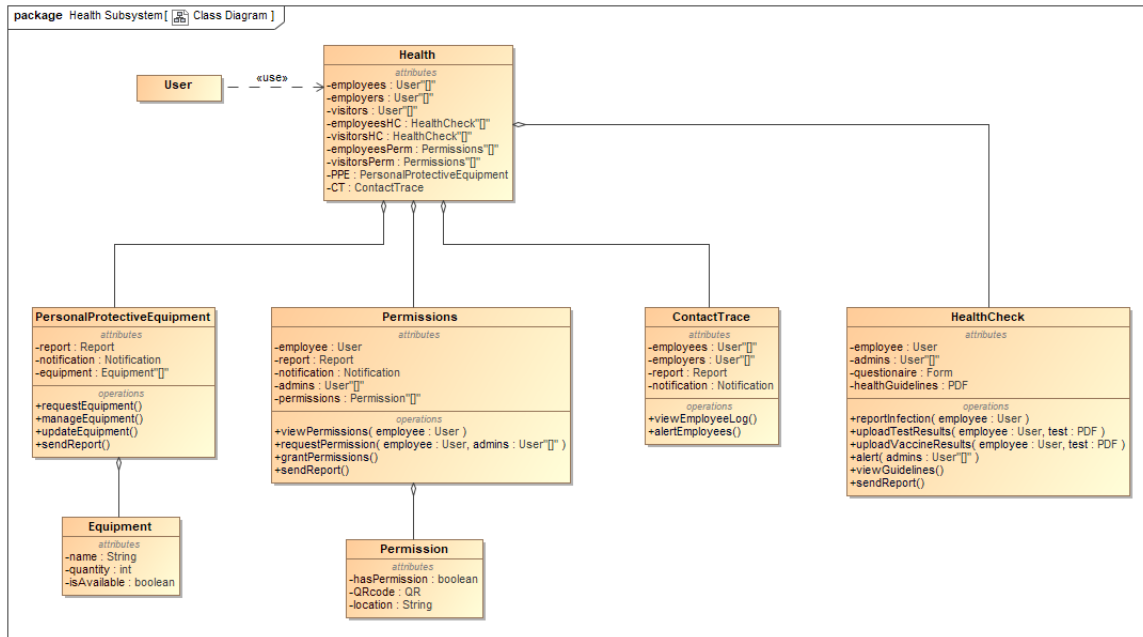 package Health Subsystem [ Class Diagram ]
User
«use»
Health
attributes
-employees : User"[]"
-employers : User"[]"
-visitors : User"[]"
-employeesHC : HealthCheck"[]"
-visitorsHC : HealthCheck"[]"
-employeesPerm : Permissions"[]"
-visitorsPerm : Permissions"[]"
-PPE : PersonalProtectiveEquipment
-CT : ContactTrace
PersonalProtectiveEquipment
attributes
-report : Report
-notification : Notification
-equipment : Equipment"[]"
operations
+requestEquipment()
+manageEquipment()
+updateEquipment()
+sendReport()
Permissions
attributes
-employee : User
-report : Report
-notification : Notification
-admins : User"[]"
-permissions : Permission"[]"
operations
+viewPermissions( employee : User )
+requestPermission( employee : User, admins : User"[]" )
+grantPermissions()
+sendReport()
ContactTrace
attributes
-employees : User"[]"
-employers : User"[]"
-report : Report
-notification : Notification
operations
+viewEmployeeLog()
+alertEmployees()
HealthCheck
attributes
-employee : User
-admins : User"[]"
-questionaire : Form
-healthGuidelines : PDF
operations
+reportInfection( employee : User )
+uploadTestResults( employee : User, test : PDF )
+uploadVaccineResults( employee : User, test : PDF )
+alert( admins : User"[]" )
+viewGuidelines()
+sendReport()
Equipment
attributes
-name : String
-quantity : int
-isAvailable : boolean
Permission
attributes
-hasPermission : boolean
-QRcode : QR
-location : String